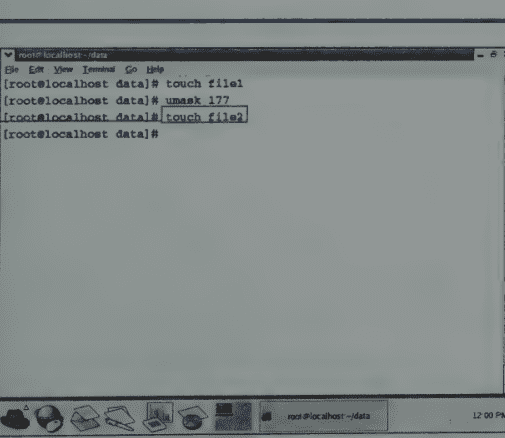 root@localhost:~/data
File Edit View Terminal Go Help
[root@localhost data]# touch file1
[root@localhost data]# umask 177
[root@localhost data]# touch file2
[root@localhost data]#
root@localhost:~/data
12:00 PM